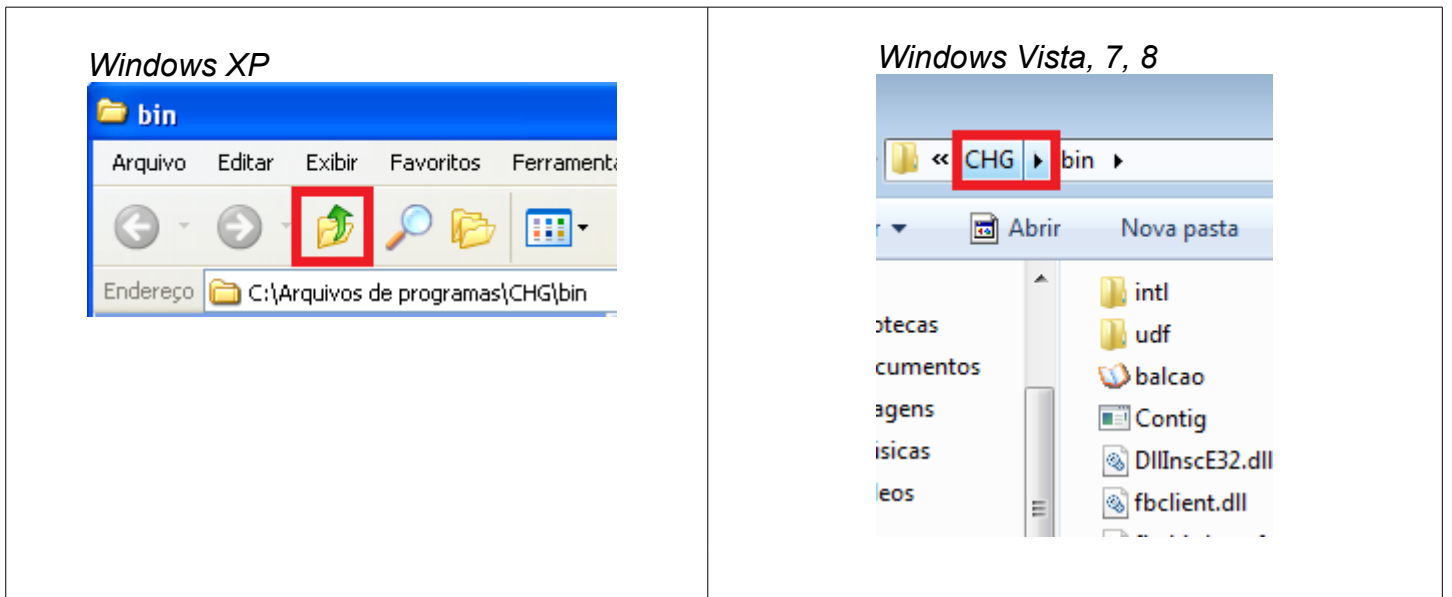 Windows XP
bin
Arquivo Editar Exibir Favoritos Ferramenta
Endereço C:\Arquivos de programas\CHG\bin
Windows Vista, 7, 8
« CHG bin
Abrir Nova pasta
intl
otecas
udf
cumentos
balcao
agens
Contig
isicas
DllInscE32.dll
eos
fbclient.dll